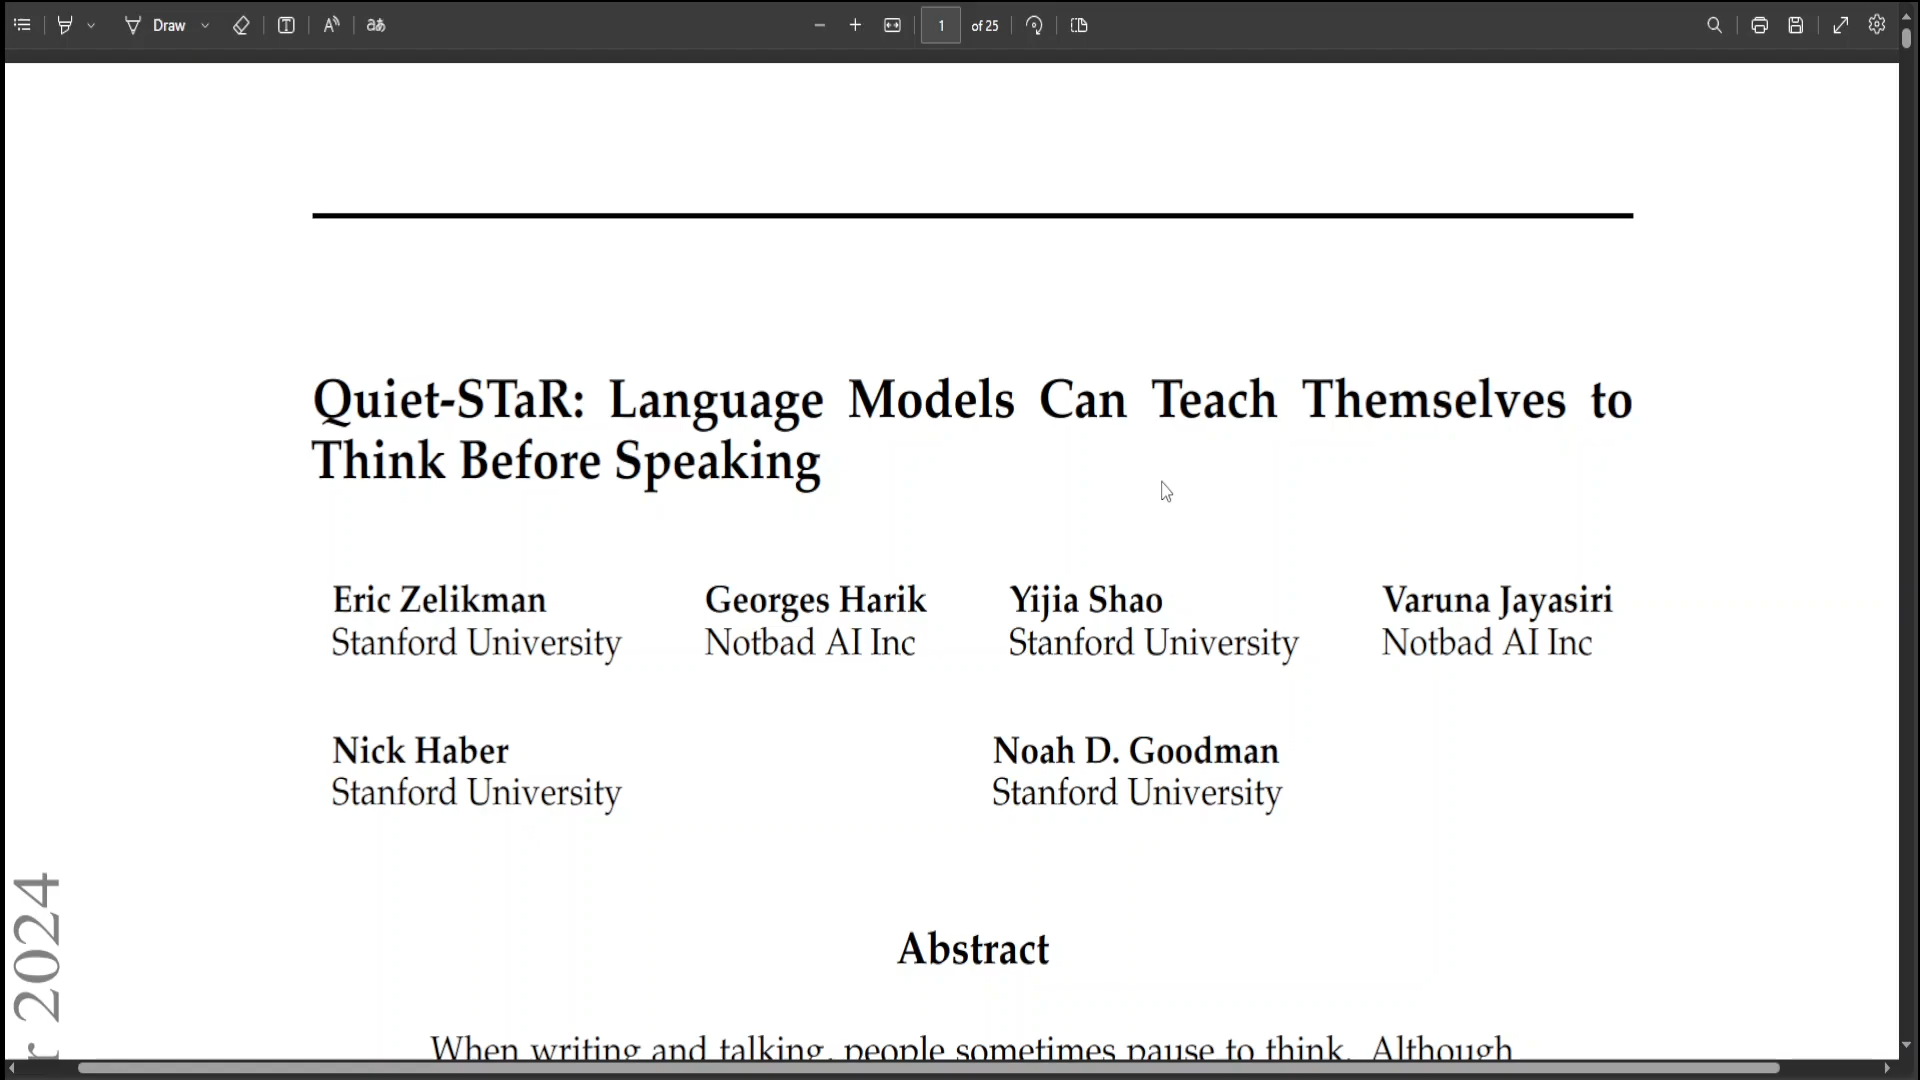 Draw
aあ
1 of 25
Quiet-STaR: Language Models Can Teach Themselves to
Think Before Speaking
Eric Zelikman Georges Harik Yijia Shao Varuna Jayasiri
Stanford University Notbad AI Inc Stanford University Notbad AI Inc
Nick Haber Noah D. Goodman
Stanford University Stanford University
Abstract
When writing and talking, people sometimes pause to think. Although
r 2024